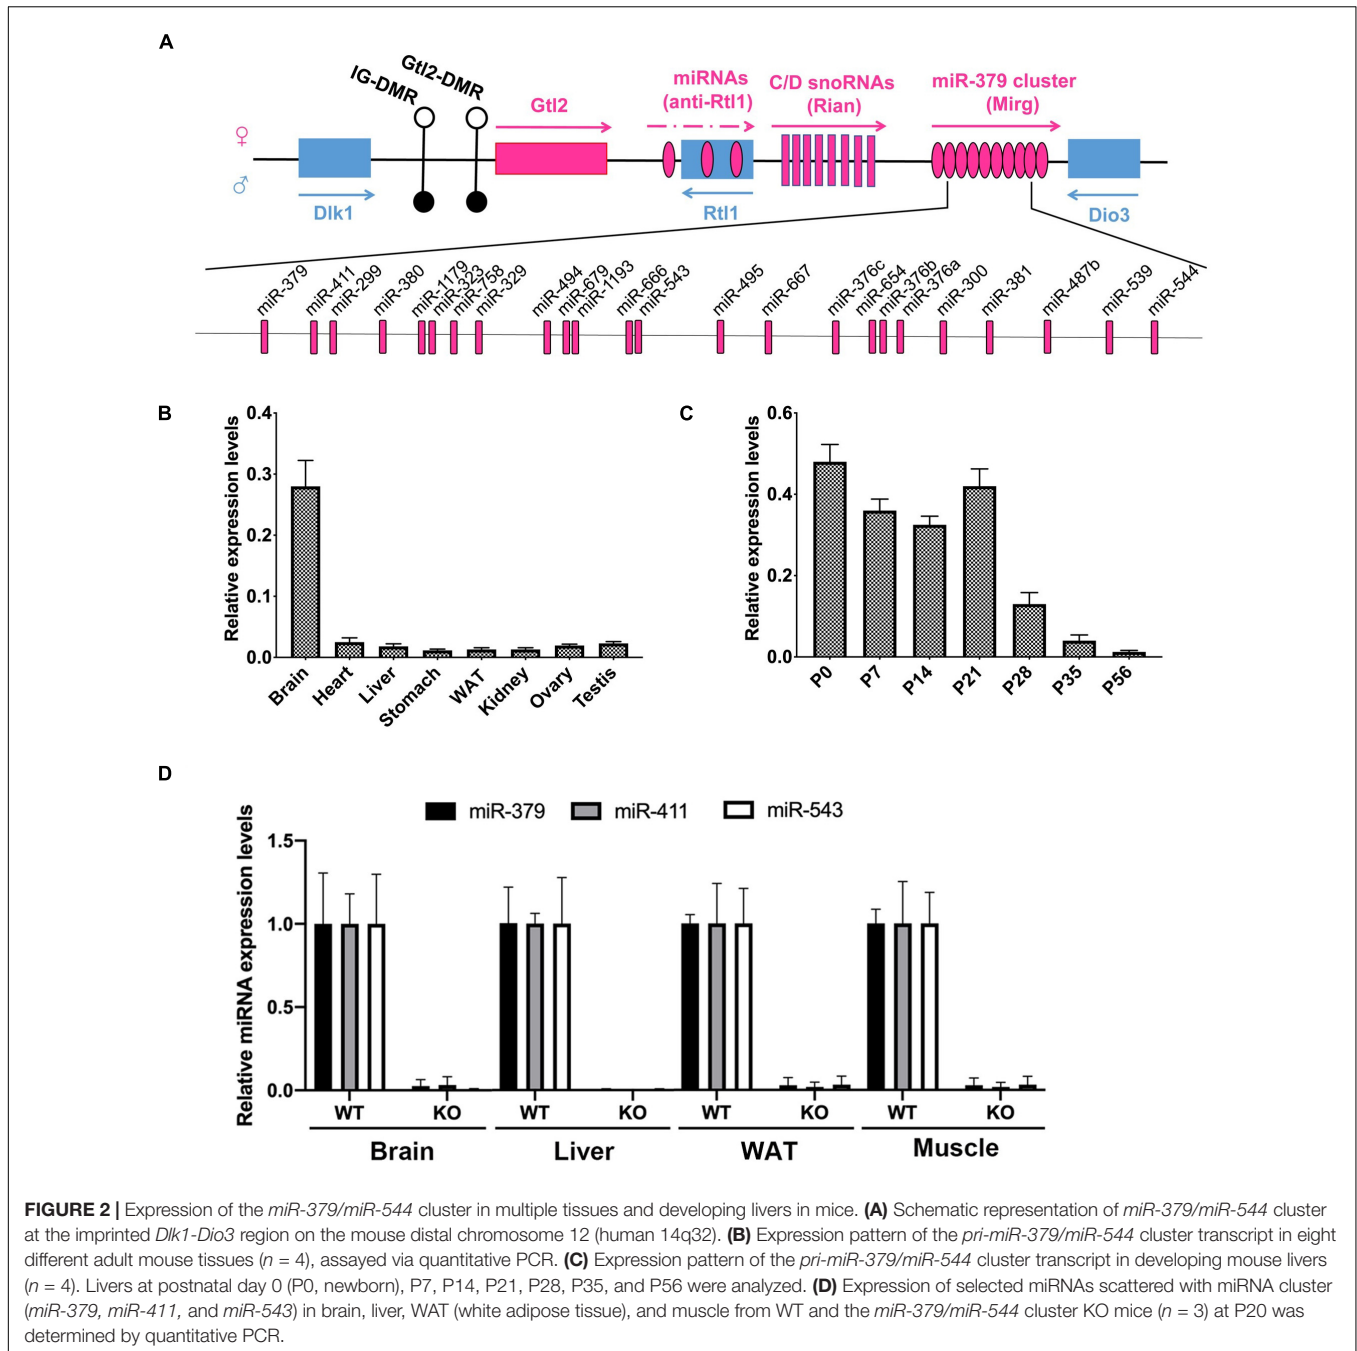 A
IG-DMR
Gtl2-DMR
Gtl2
miRNAs
(anti-Rtl1)
C/D snoRNAs
(Rian)
miR-379 cluster
(Mirg)
♀
♂
Dlk1
Rtl1
Dio3
miR-379
miR-411
miR-299
miR-380
miR-1179
miR-323
miR-758
miR-329
miR-494
miR-679
miR-1193
miR-666
miR-543
miR-495
miR-667
miR-376c
miR-654
miR-376b
miR-376a
miR-300
miR-381
miR-487b
miR-539
miR-544
B
Relative expression levels
0.4
0.3
0.2
0.1
0.0
Brain
Heart
Liver
Stomach
WAT
Kidney
Ovary
Testis
C
Relative expression levels
0.6
0.4
0.2
0.0
P0
P7
P14
P21
P28
P35
P56
D
miR-379 miR-411 miR-543
Relative miRNA expression levels
1.5
1.0
0.5
0.0
WT KO WT KO WT KO WT KO
Brain Liver WAT Muscle
FIGURE 2 | Expression of the miR-379/miR-544 cluster in multiple tissues and developing livers in mice. (A) Schematic representation of miR-379/miR-544 cluster
at the imprinted Dlk1-Dio3 region on the mouse distal chromosome 12 (human 14q32). (B) Expression pattern of the pri-miR-379/miR-544 cluster transcript in eight
different adult mouse tissues (n = 4), assayed via quantitative PCR. (C) Expression pattern of the pri-miR-379/miR-544 cluster transcript in developing mouse livers
(n = 4). Livers at postnatal day 0 (P0, newborn), P7, P14, P21, P28, P35, and P56 were analyzed. (D) Expression of selected miRNAs scattered with miRNA cluster
(miR-379, miR-411, and miR-543) in brain, liver, WAT (white adipose tissue), and muscle from WT and the miR-379/miR-544 cluster KO mice (n = 3) at P20 was
determined by quantitative PCR.